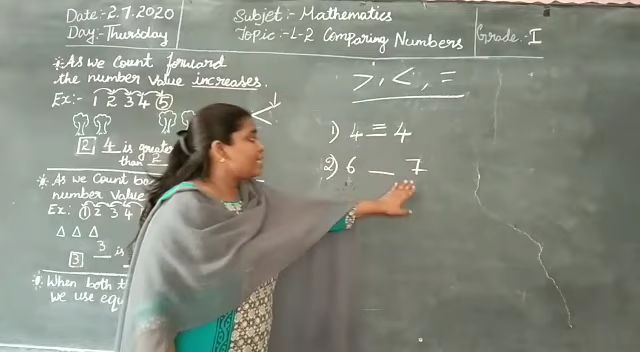 Date:-2.7.2020
Day:-Thursday
Subjet:- Mathematics
Topic:-L-2 Comparing Numbers
Grade:-I
* As we Count forward
the number value increases.
Ex:- 1 2 3 4 5
<
2 4 is greater
than 2
* As we Count
number value
Ex: 1 2 3 4
3 3 is
* When both
we use
>, <, =
1) 4 = 4
2) 6 __ 7